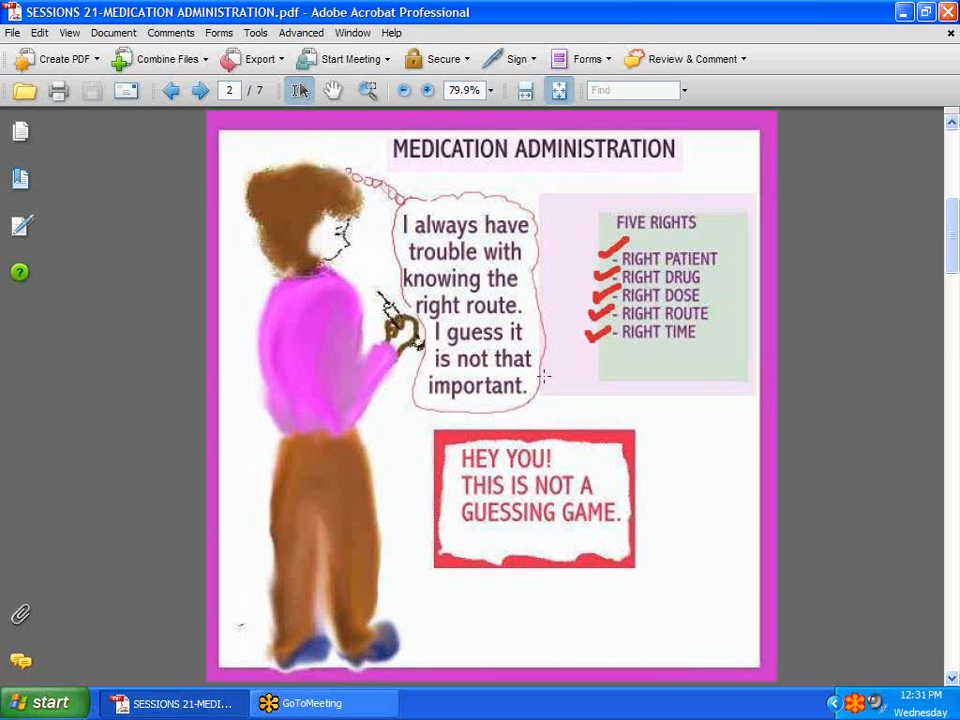 SESSIONS 21-MEDICATION ADMINISTRATION.pdf - Adobe Acrobat Professional
File Edit View Document Comments Forms Tools Advanced Window Help
Create PDF Combine Files Export Start Meeting Secure Sign Forms Review & Comment
2 / 7 79.9% Find
MEDICATION ADMINISTRATION
I always have
trouble with
knowing the
right route.
I guess it
is not that
important.
FIVE RIGHTS
- RIGHT PATIENT
- RIGHT DRUG
- RIGHT DOSE
- RIGHT ROUTE
- RIGHT TIME
HEY YOU!
THIS IS NOT A
GUESSING GAME.
start SESSIONS 21-MEDI... GoToMeeting 12:31 PM
Wednesday